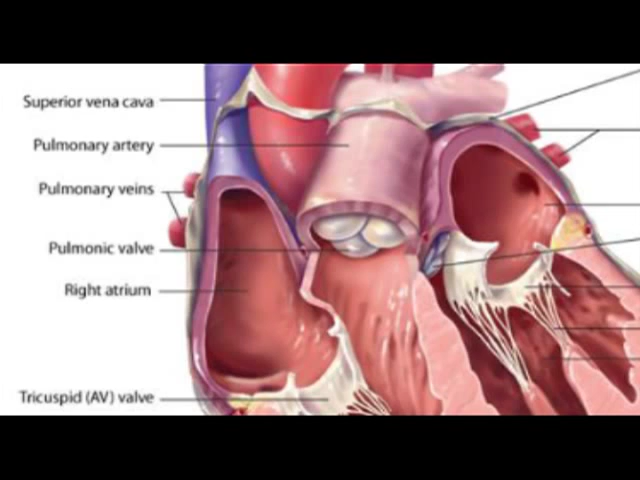 Superior vena cava
Pulmonary artery
Pulmonary veins
Pulmonic valve
Right atrium
Tricuspid (AV) valve